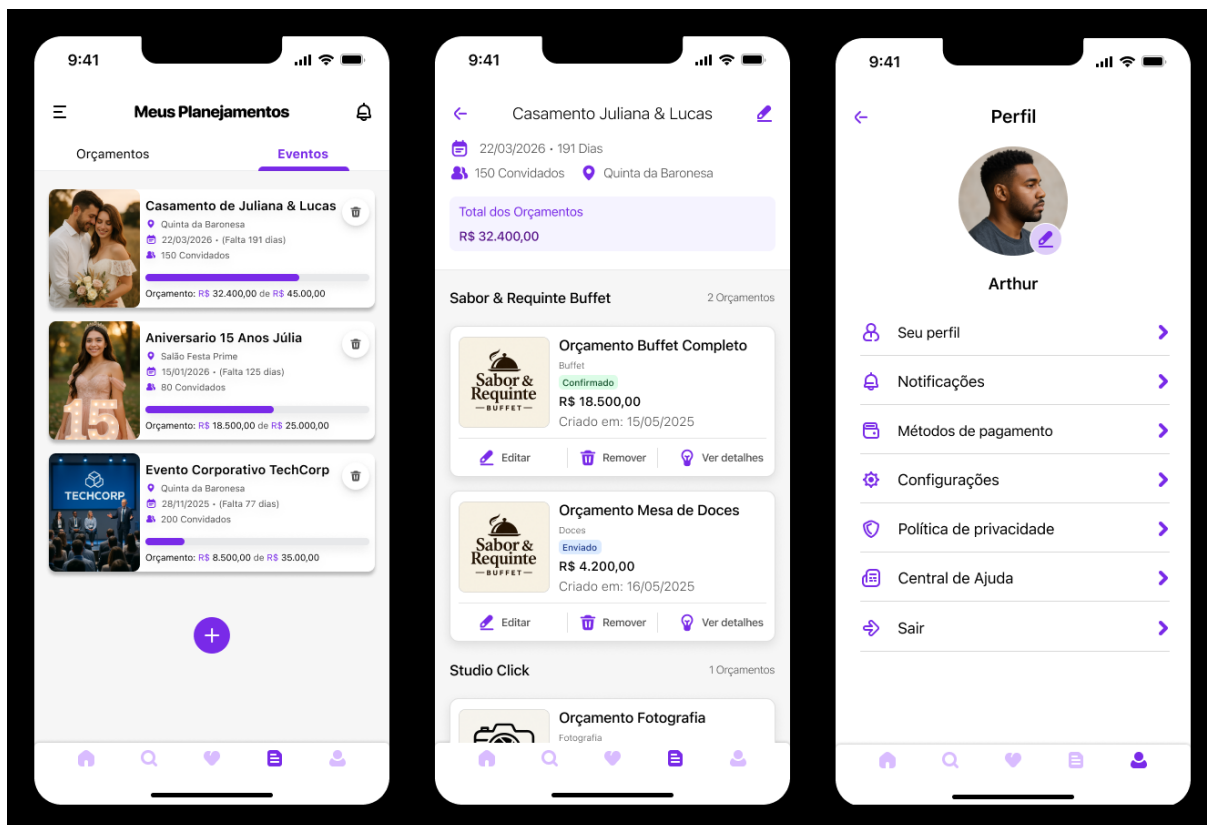 9:41
Meus Planejamentos
Orçamentos
Eventos
Casamento de Juliana & Lucas
Quinta da Baronesa
22/03/2026 • (Falta 191 dias)
150 Convidados
Orçamento: R$ 32.400,00 de R$ 45.00,00
Aniversario 15 Anos Júlia
Salão Festa Prime
15/01/2026 • (Falta 125 dias)
80 Convidados
15
Orçamento: R$ 18.500,00 de R$ 25.000,00
Evento Corporativo TechCorp
TECHCORP
Quinta da Baronesa
28/11/2025 • (Falta 77 dias)
200 Convidados
Orçamento: R$ 8.500,00 de R$ 35.00,00
9:41
Casamento Juliana & Lucas
22/03/2026 • 191 Dias
150 Convidados
Quinta da Baronesa
Total dos Orçamentos
R$ 32.400,00
Sabor & Requinte Buffet
2 Orçamentos
Sabor &
Requinte
BUFFET
Orçamento Buffet Completo
Buffet
Confirmado
R$ 18.500,00
Criado em: 15/05/2025
Editar
Remover
Ver detalhes
Sabor &
Requinte
BUFFET
Orçamento Mesa de Doces
Doces
Enviado
R$ 4.200,00
Criado em: 16/05/2025
Editar
Remover
Ver detalhes
Studio Click
1 Orçamentos
Orçamento Fotografia
Fotografia
9:41
Perfil
Arthur
Seu perfil
Notificações
Métodos de pagamento
Configurações
Política de privacidade
Central de Ajuda
Sair